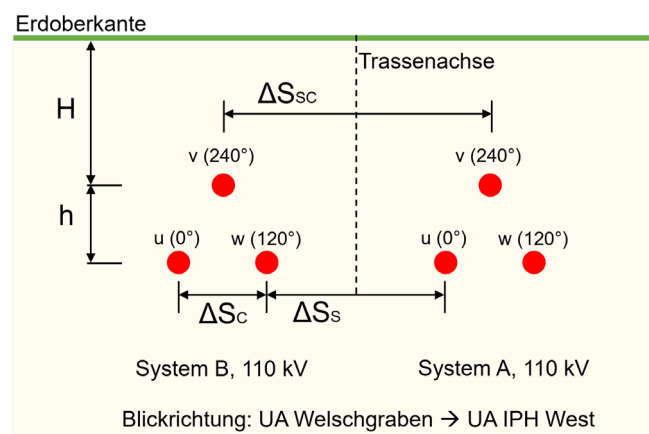 Erdoberkante
Trassenachse
ΔSSC
H
v (240°) v (240°)
h
u (0°) w (120°) u (0°) w (120°)
ΔSC ΔSS
System B, 110 kV System A, 110 kV
Blickrichtung: UA Welschgraben → UA IPH West